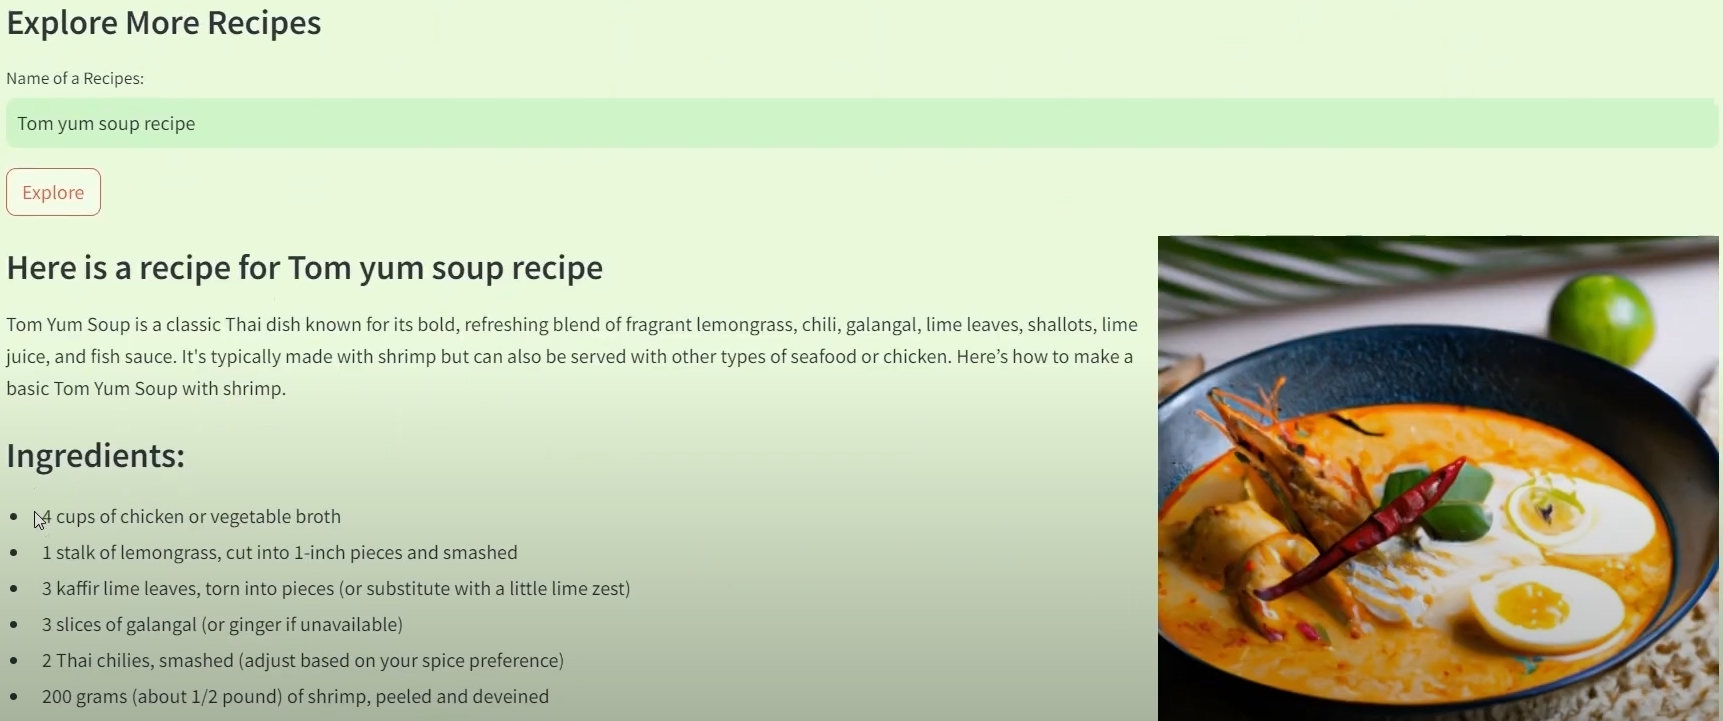 Explore More Recipes
Name of a Recipes:
Tom yum soup recipe
Explore
Here is a recipe for Tom yum soup recipe
Tom Yum Soup is a classic Thai dish known for its bold, refreshing blend of fragrant lemongrass, chili, galangal, lime leaves, shallots, lime
juice, and fish sauce. It's typically made with shrimp but can also be served with other types of seafood or chicken. Here’s how to make a
basic Tom Yum Soup with shrimp.
Ingredients:
• 4 cups of chicken or vegetable broth
• 1 stalk of lemongrass, cut into 1-inch pieces and smashed
• 3 kaffir lime leaves, torn into pieces (or substitute with a little lime zest)
• 3 slices of galangal (or ginger if unavailable)
• 2 Thai chilies, smashed (adjust based on your spice preference)
• 200 grams (about 1/2 pound) of shrimp, peeled and deveined